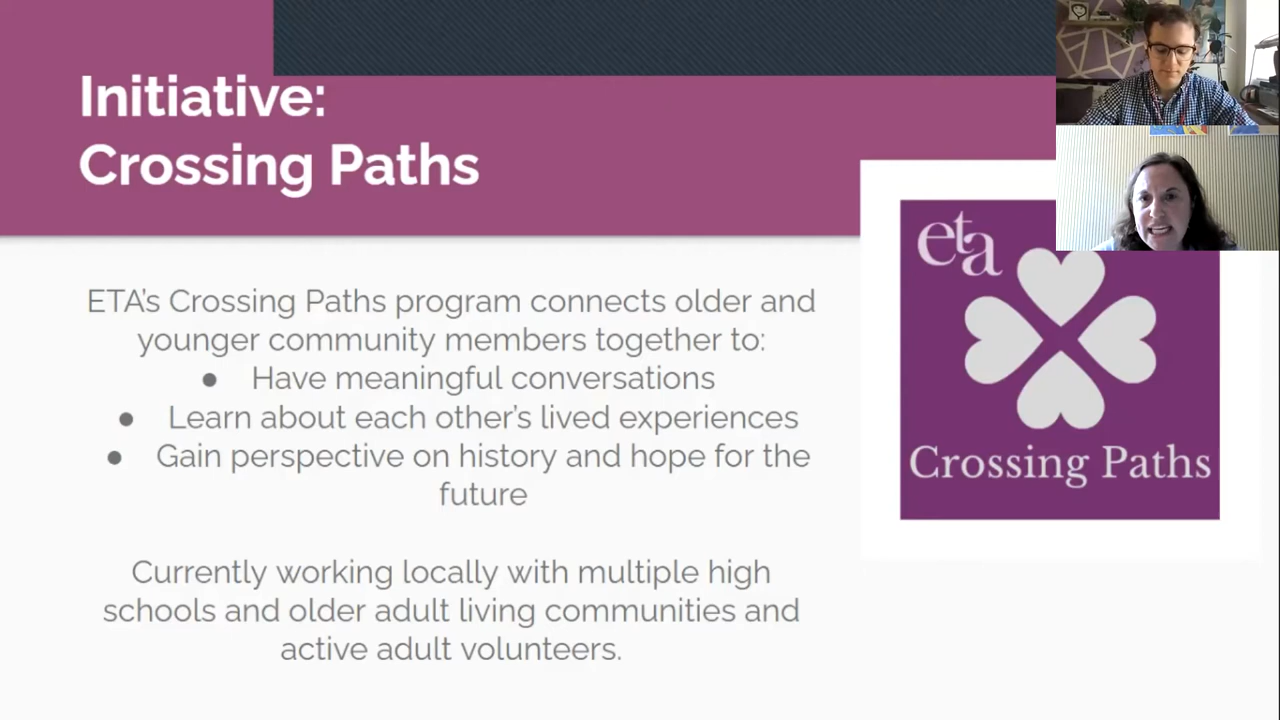 Initiative:
Crossing Paths
ETA's Crossing Paths program connects older and
younger community members together to:
● Have meaningful conversations
● Learn about each other's lived experiences
● Gain perspective on history and hope for the
future
Currently working locally with multiple high
schools and older adult living communities and
active adult volunteers.
eta
Crossing Paths